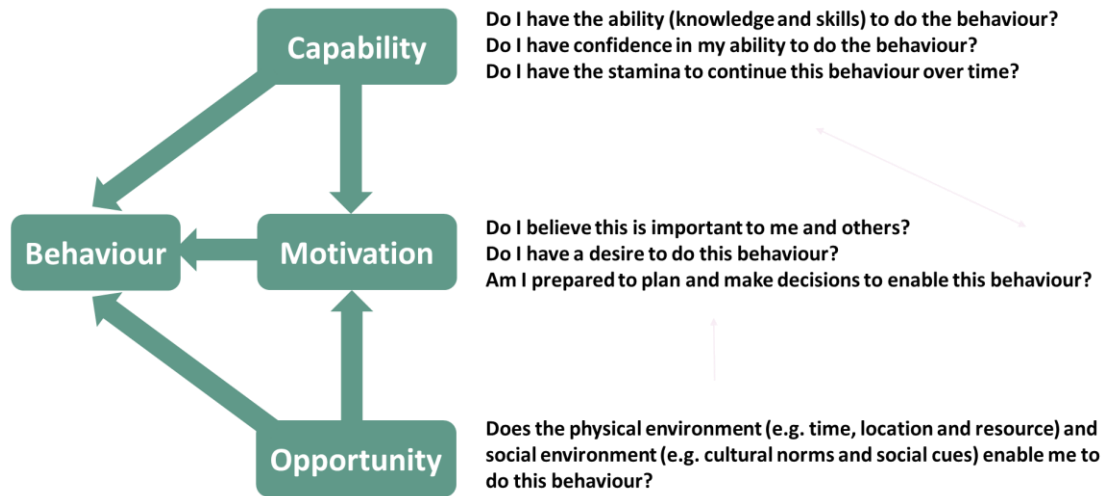 Capability
Do I have the ability (knowledge and skills) to do the behaviour?
Do I have confidence in my ability to do the behaviour?
Do I have the stamina to continue this behaviour over time?
Behaviour
Motivation
Do I believe this is important to me and others?
Do I have a desire to do this behaviour?
Am I prepared to plan and make decisions to enable this behaviour?
Opportunity
Does the physical environment (e.g. time, location and resource) and
social environment (e.g. cultural norms and social cues) enable me to
do this behaviour?